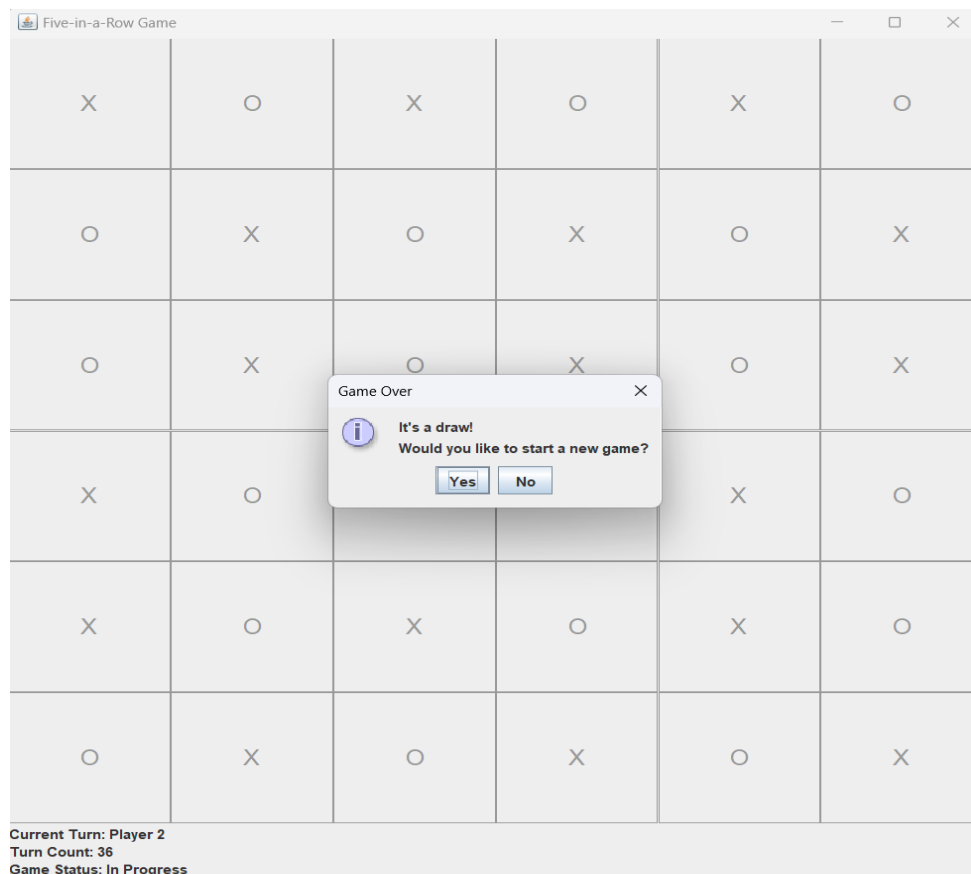 Five-in-a-Row Game
X O X O X O
O X O X O X
O X O X O X
Game Over
It's a draw!
Would you like to start a new game?
Yes No
X O X O
X O X O X O
O X O X O X
Current Turn: Player 2
Turn Count: 36
Game Status: In Progress